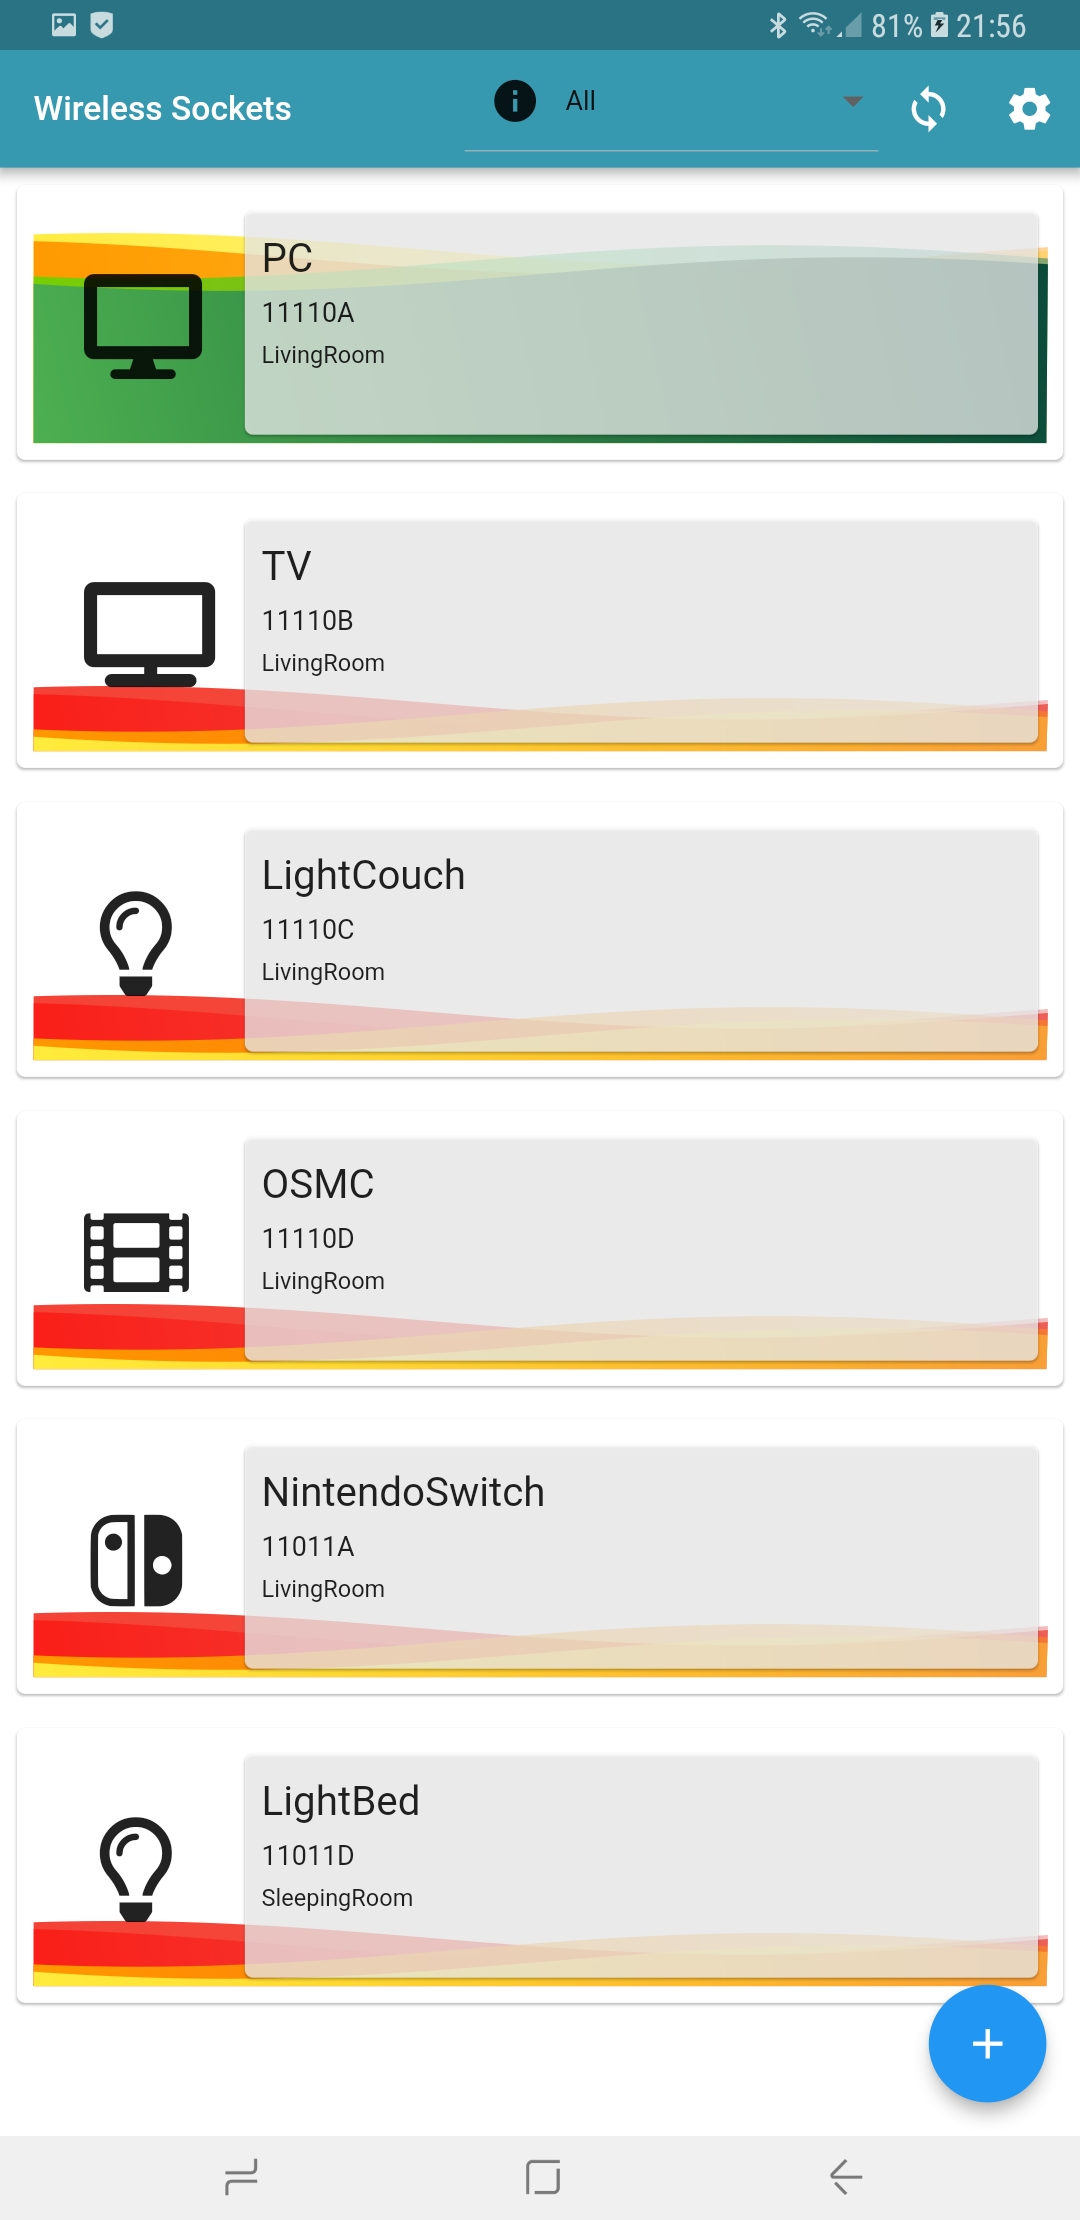 81% 21:56
Wireless Sockets
All
PC
11110A
LivingRoom
TV
11110B
LivingRoom
LightCouch
11110C
LivingRoom
OSMC
11110D
LivingRoom
NintendoSwitch
11011A
LivingRoom
LightBed
11011D
SleepingRoom